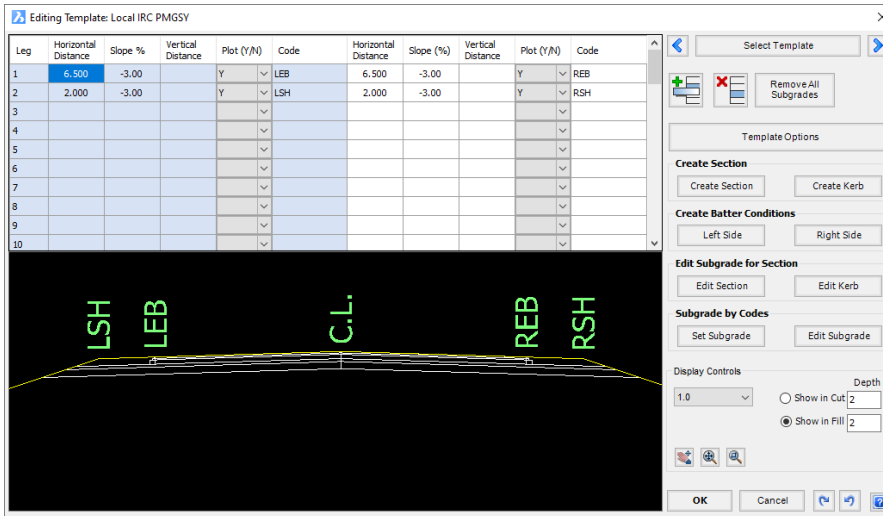 Editing Template: Local IRC PMGSY
Leg Horizontal Distance Slope % Vertical Distance Plot (Y/N) Code Horizontal Distance Slope (%) Vertical Distance Plot (Y/N) Code
1 6.500 -3.00 Y LEB 6.500 -3.00 Y REB
2 2.000 -3.00 Y LSH 2.000 -3.00 Y RSH
3
4
5
6
7
8
9
10
LSH LEB C.L. REB RSH
Select Template
Remove All
Subgrades
Template Options
Create Section
Create Section Create Kerb
Create Batter Conditions
Left Side Right Side
Edit Subgrade for Section
Edit Section Edit Kerb
Subgrade by Codes
Set Subgrade Edit Subgrade
Display Controls
Depth
1.0 Show in Cut 2
Show in Fill 2
OK Cancel